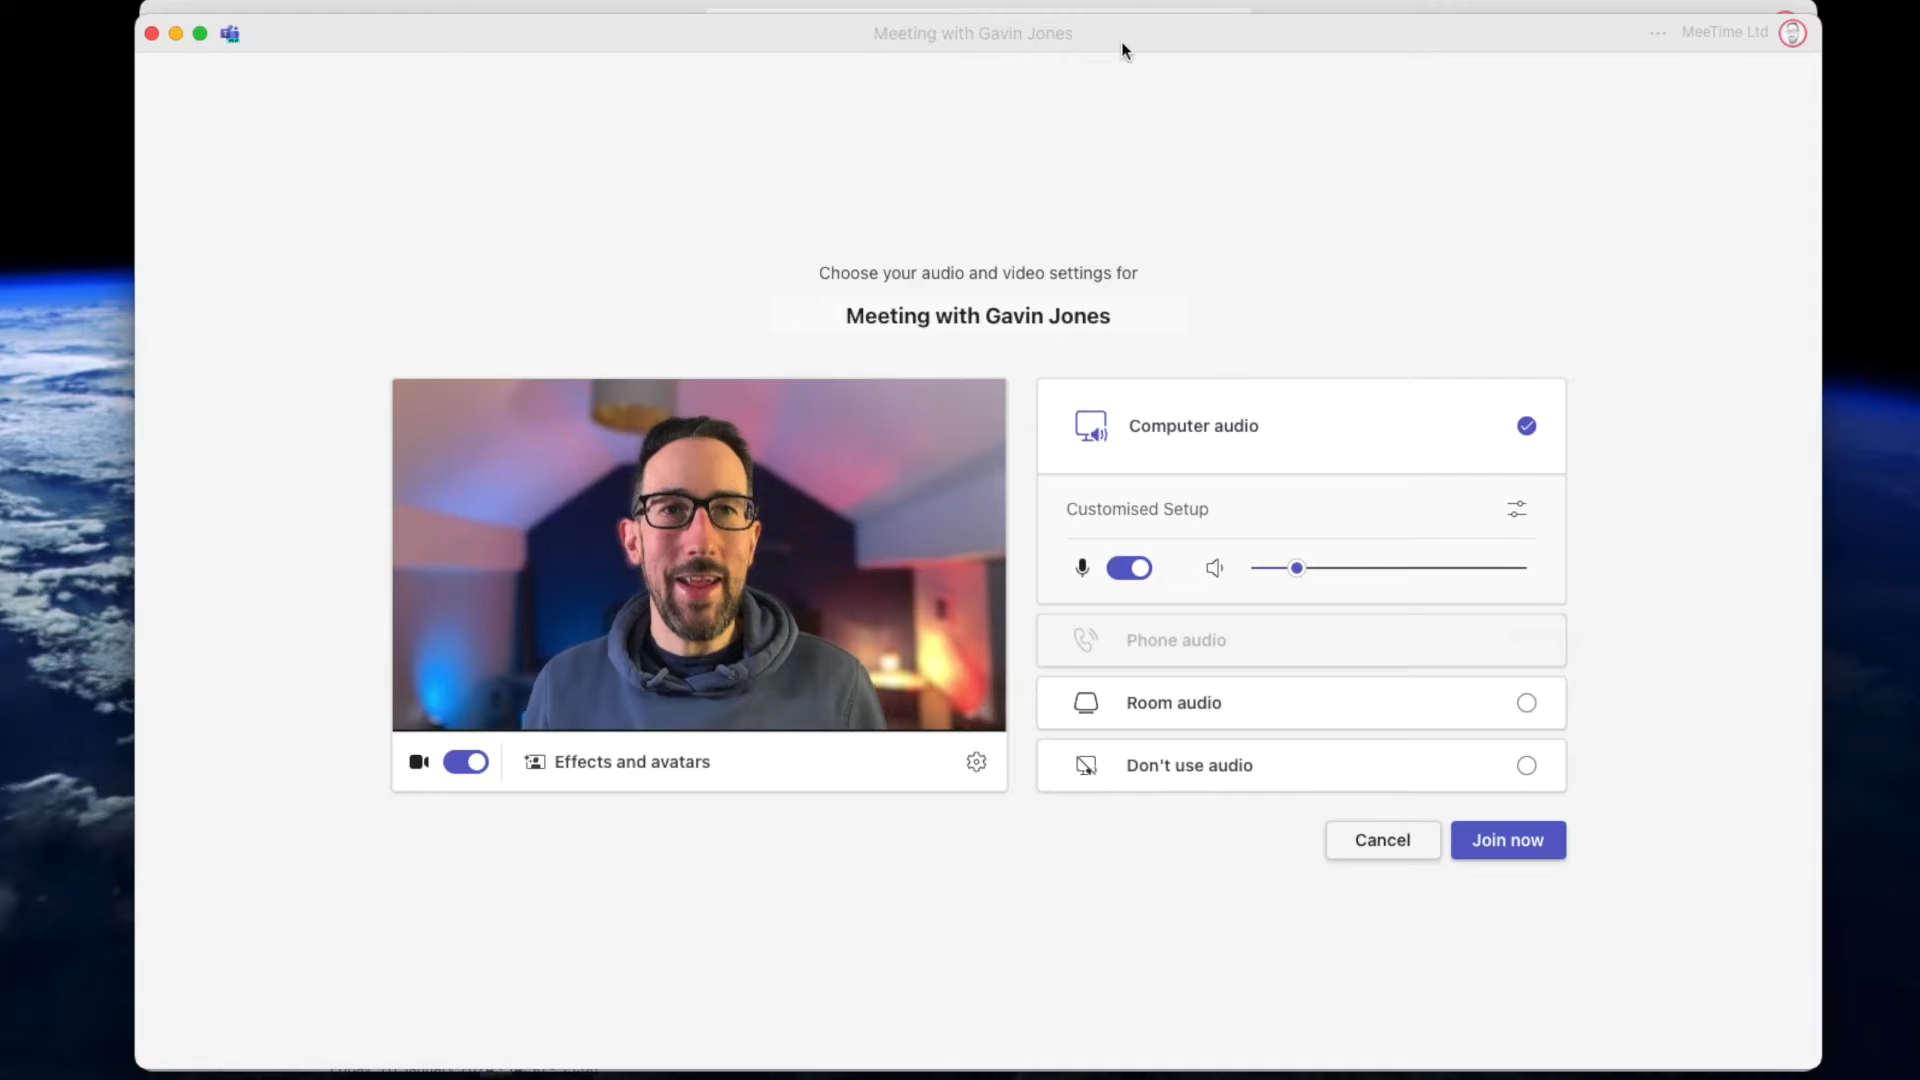 Meeting with Gavin Jones
MeeTime Ltd
Choose your audio and video settings for
Meeting with Gavin Jones
Computer audio
Customised Setup
Phone audio
Room audio
Effects and avatars
Don't use audio
Cancel
Join now